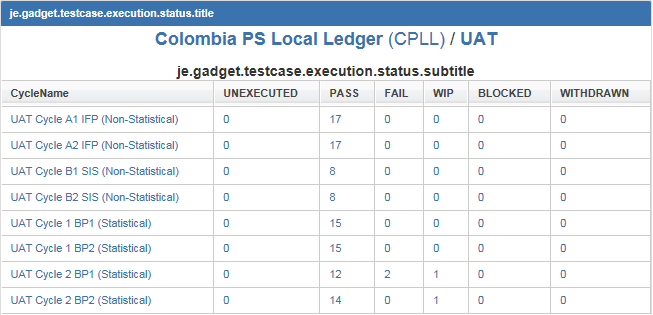 je.gadget.testcase.execution.status.title
Colombia PS Local Ledger (CPLL) / UAT
je.gadget.testcase.execution.status.subtitle
CycleName UNEXECUTED PASS FAIL WIP BLOCKED WITHDRAWN
UAT Cycle A1 IFP (Non-Statistical) 0 17 0 0 0 0
UAT Cycle A2 IFP (Non-Statistical) 0 17 0 0 0 0
UAT Cycle B1 SIS (Non-Statistical) 0 8 0 0 0 0
UAT Cycle B2 SIS (Non-Statistical) 0 8 0 0 0 0
UAT Cycle 1 BP1 (Statistical) 0 15 0 0 0 0
UAT Cycle 1 BP2 (Statistical) 0 15 0 0 0 0
UAT Cycle 2 BP1 (Statistical) 0 12 2 1 0 0
UAT Cycle 2 BP2 (Statistical) 0 14 0 1 0 0